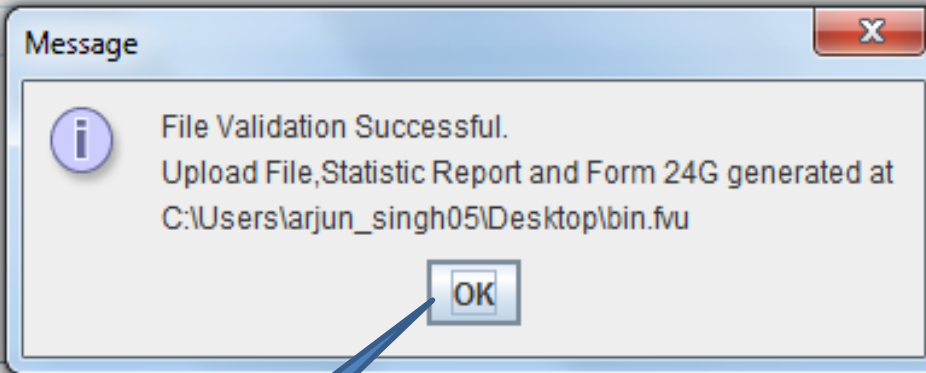 Message
File Validation Successful.
Upload File,Statistic Report and Form 24G generated at
C:\Users\arjun_singh05\Desktop\bin.fvu
OK